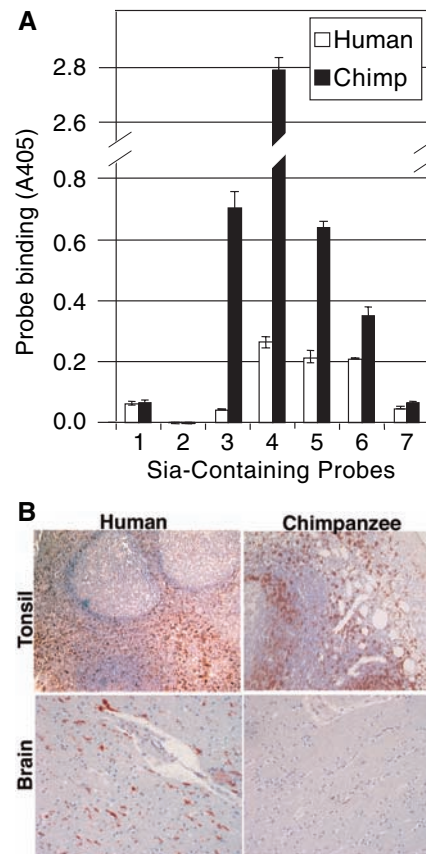 A
Human
Chimp
Probe binding (A405)
2.8
2.6
0.8
0.6
0.4
0.2
0.0
1 2 3 4 5 6 7
Sia-Containing Probes
B
Human Chimpanzee
Tonsil
Brain